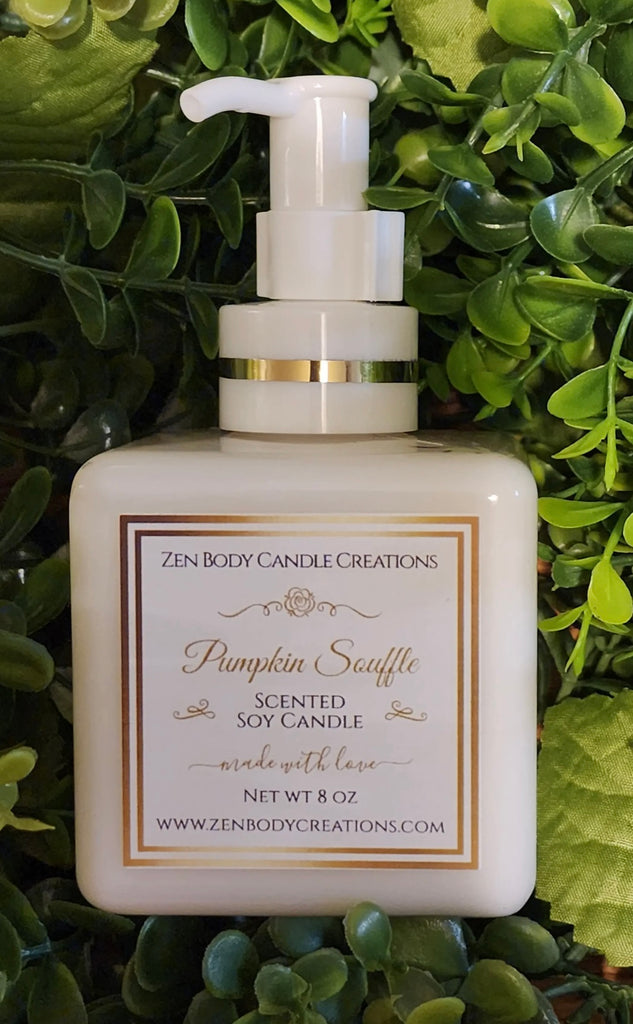 Zen Body Candle Creations
Pumpkin Souffle
Scented
Soy Candle
made with love
Net wt 8 oz
www.zenbodycreations.com